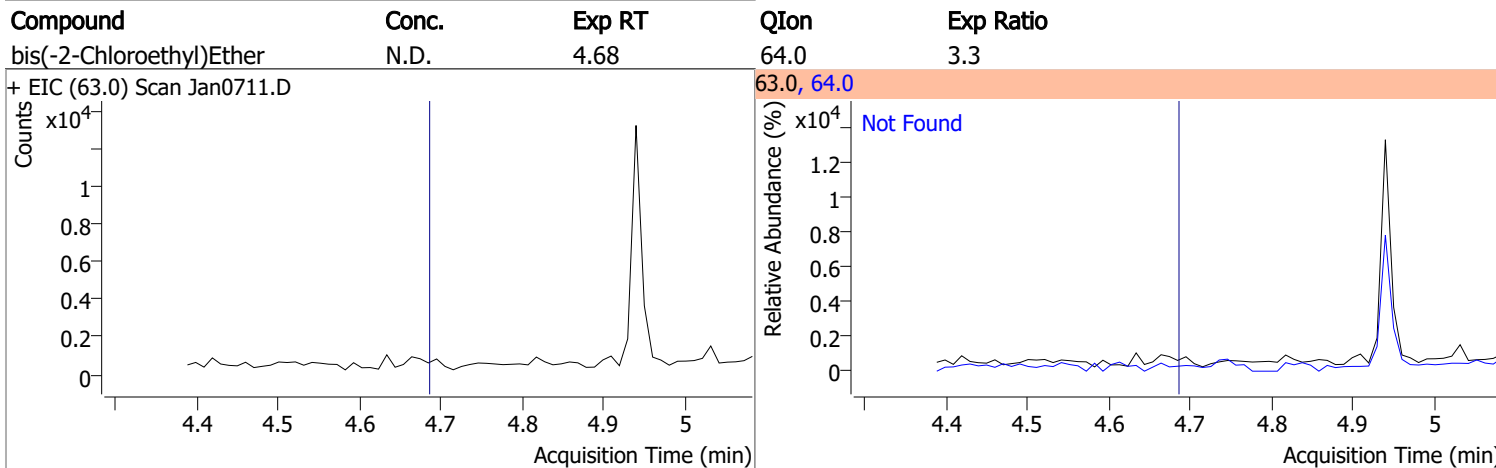 Compound Conc. Exp RT QIon Exp Ratio
bis(-2-Chloroethyl)Ether N.D. 4.68 64.0 3.3
+ EIC (63.0) Scan Jan0711.D
Counts
x10⁴
1
0.8
0.6
0.4
0.2
0
4.4 4.5 4.6 4.7 4.8 4.9 5
Acquisition Time (min)
63.0, 64.0
Relative Abundance (%)
x10⁴
Not Found
1.2
1
0.8
0.6
0.4
0.2
0
4.4 4.5 4.6 4.7 4.8 4.9 5
Acquisition Time (min)